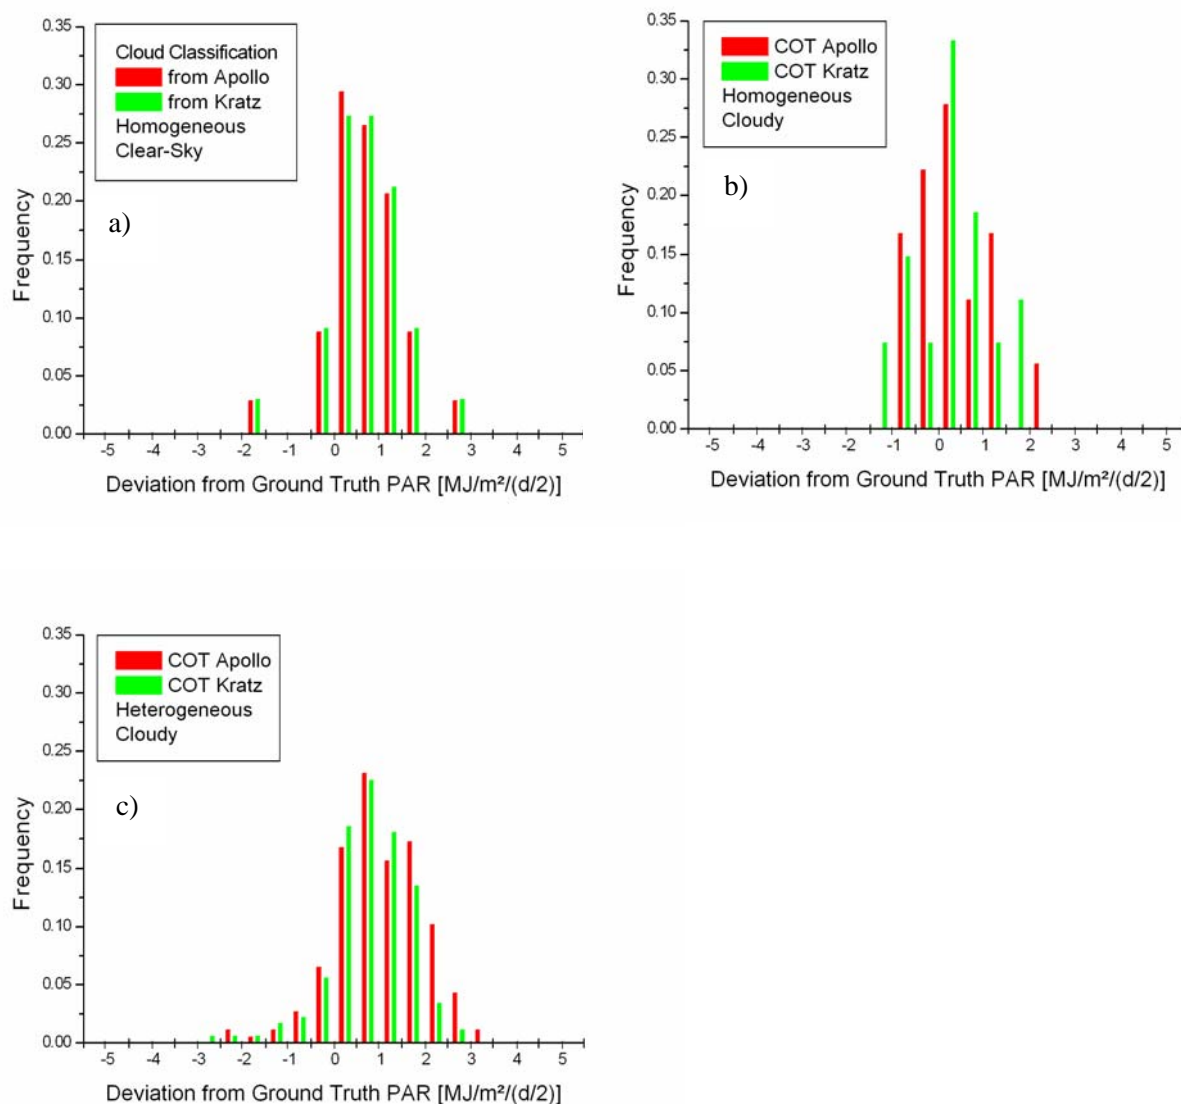 0.35
0.30
0.25
0.20
0.15
0.10
0.05
0.00
Frequency
Cloud Classification
from Apollo
from Kratz
Homogeneous
Clear-Sky
a)
-5 -4 -3 -2 -1 0 1 2 3 4 5
Deviation from Ground Truth PAR [MJ/m²/(d/2)]
0.35
0.30
0.25
0.20
0.15
0.10
0.05
0.00
Frequency
COT Apollo
COT Kratz
Homogeneous
Cloudy
b)
-5 -4 -3 -2 -1 0 1 2 3 4 5
Deviation from Ground Truth PAR [MJ/m²/(d/2)]
0.35
0.30
0.25
0.20
0.15
0.10
0.05
0.00
Frequency
COT Apollo
COT Kratz
Heterogeneous
Cloudy
c)
-5 -4 -3 -2 -1 0 1 2 3 4 5
Deviation from Ground Truth PAR [MJ/m²/(d/2)]